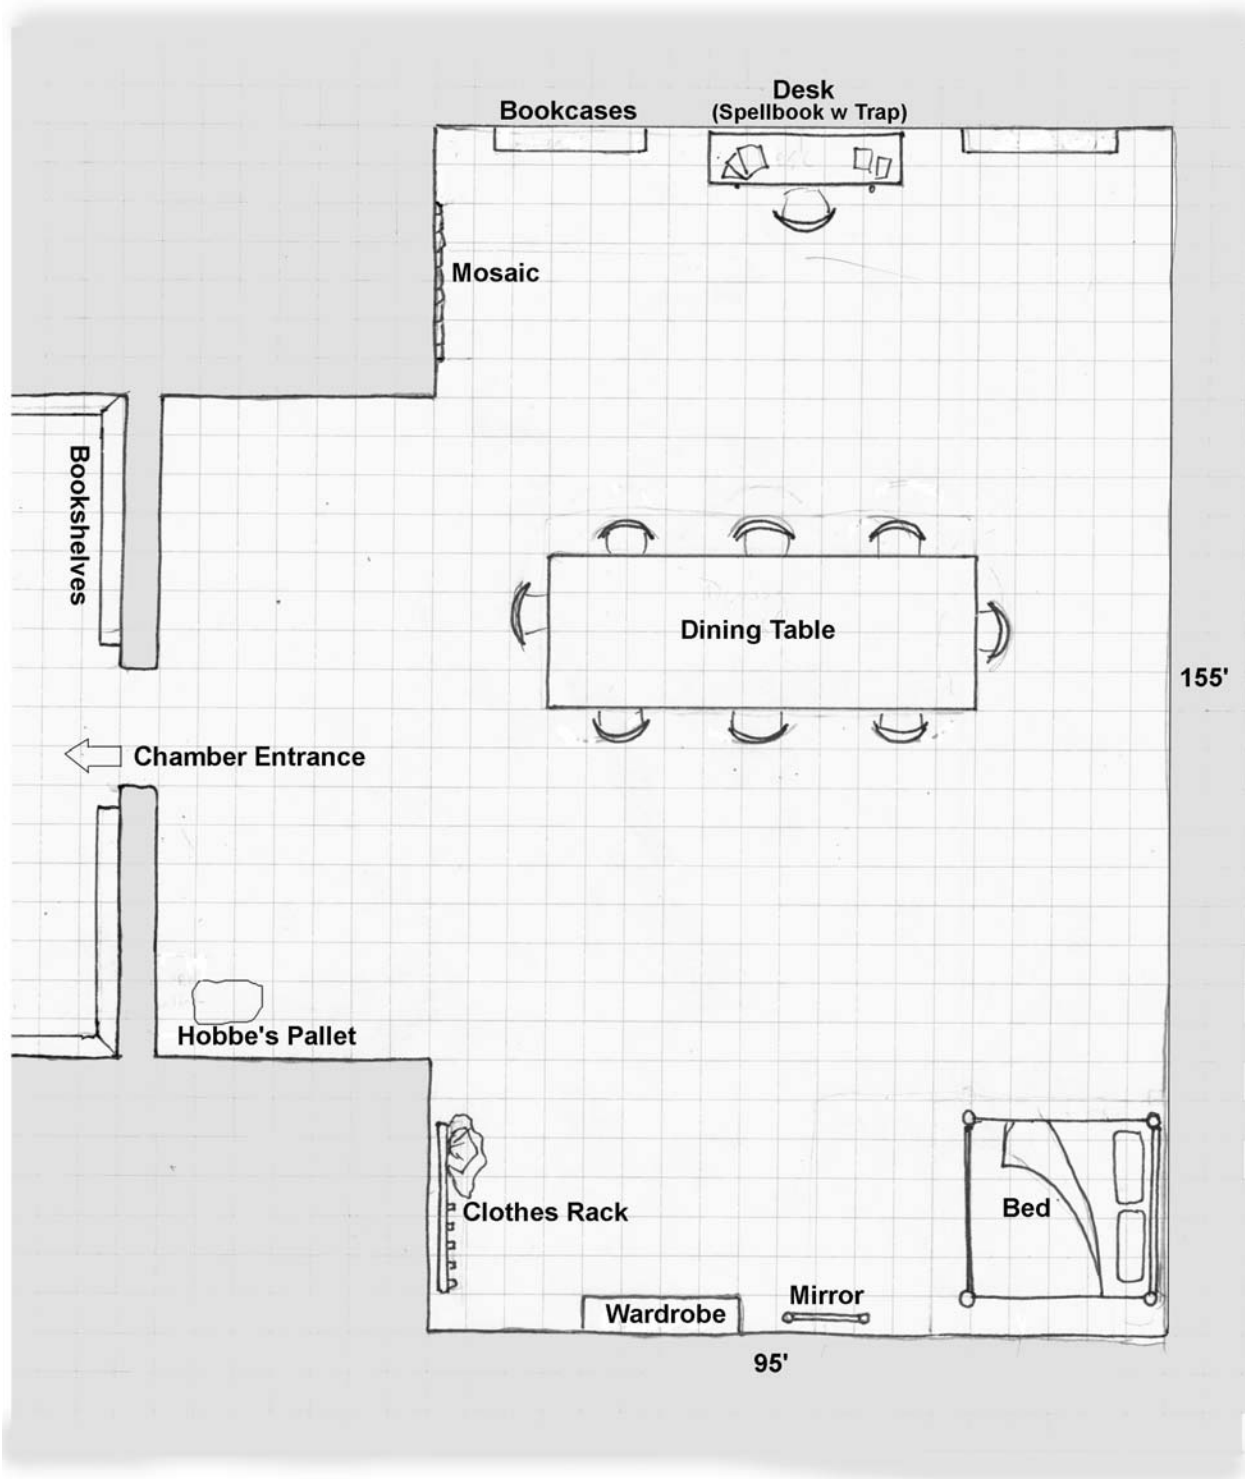 Desk
(Spellbook w Trap)
Bookcases
Mosaic
Bookshelves
Dining Table
155'
Chamber Entrance
Hobbe's Pallet
Clothes Rack
Bed
Mirror
Wardrobe
95'